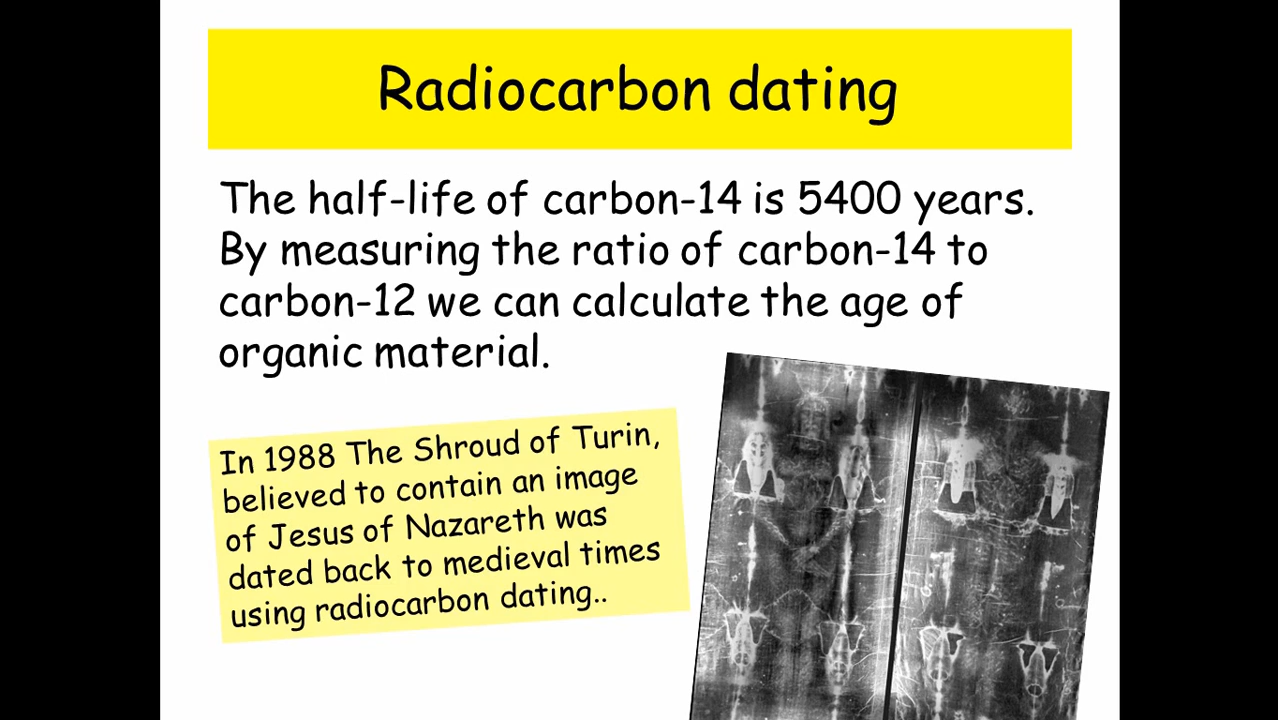 Radiocarbon dating
The half-life of carbon-14 is 5400 years.
By measuring the ratio of carbon-14 to
carbon-12 we can calculate the age of
organic material.
In 1988 The Shroud of Turin,
believed to contain an image
of Jesus of Nazareth was
dated back to medieval times
using radiocarbon dating..